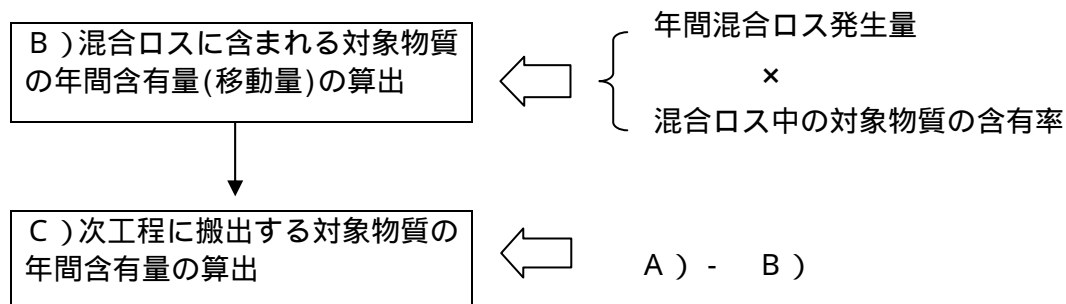 B）混合ロスに含まれる対象物質
の年間含有量(移動量)の算出
年間混合ロス発生量
×
混合ロス中の対象物質の含有率
C）次工程に搬出する対象物質の
年間含有量の算出
A）- B）